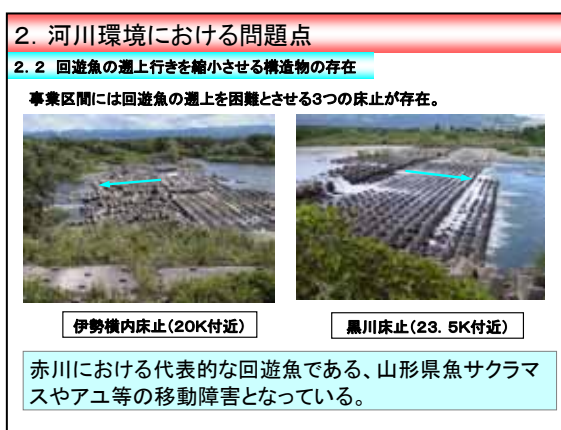 2．河川環境における問題点
2．2 回遊魚の遡上行きを縮小させる構造物の存在
事業区間には回遊魚の遡上を困難とさせる3つの床止が存在。
伊勢横内床止（20K付近）
黒川床止（23．5K付近）
赤川における代表的な回遊魚である、山形県魚サクラマ
スやアユ等の移動障害となっている。